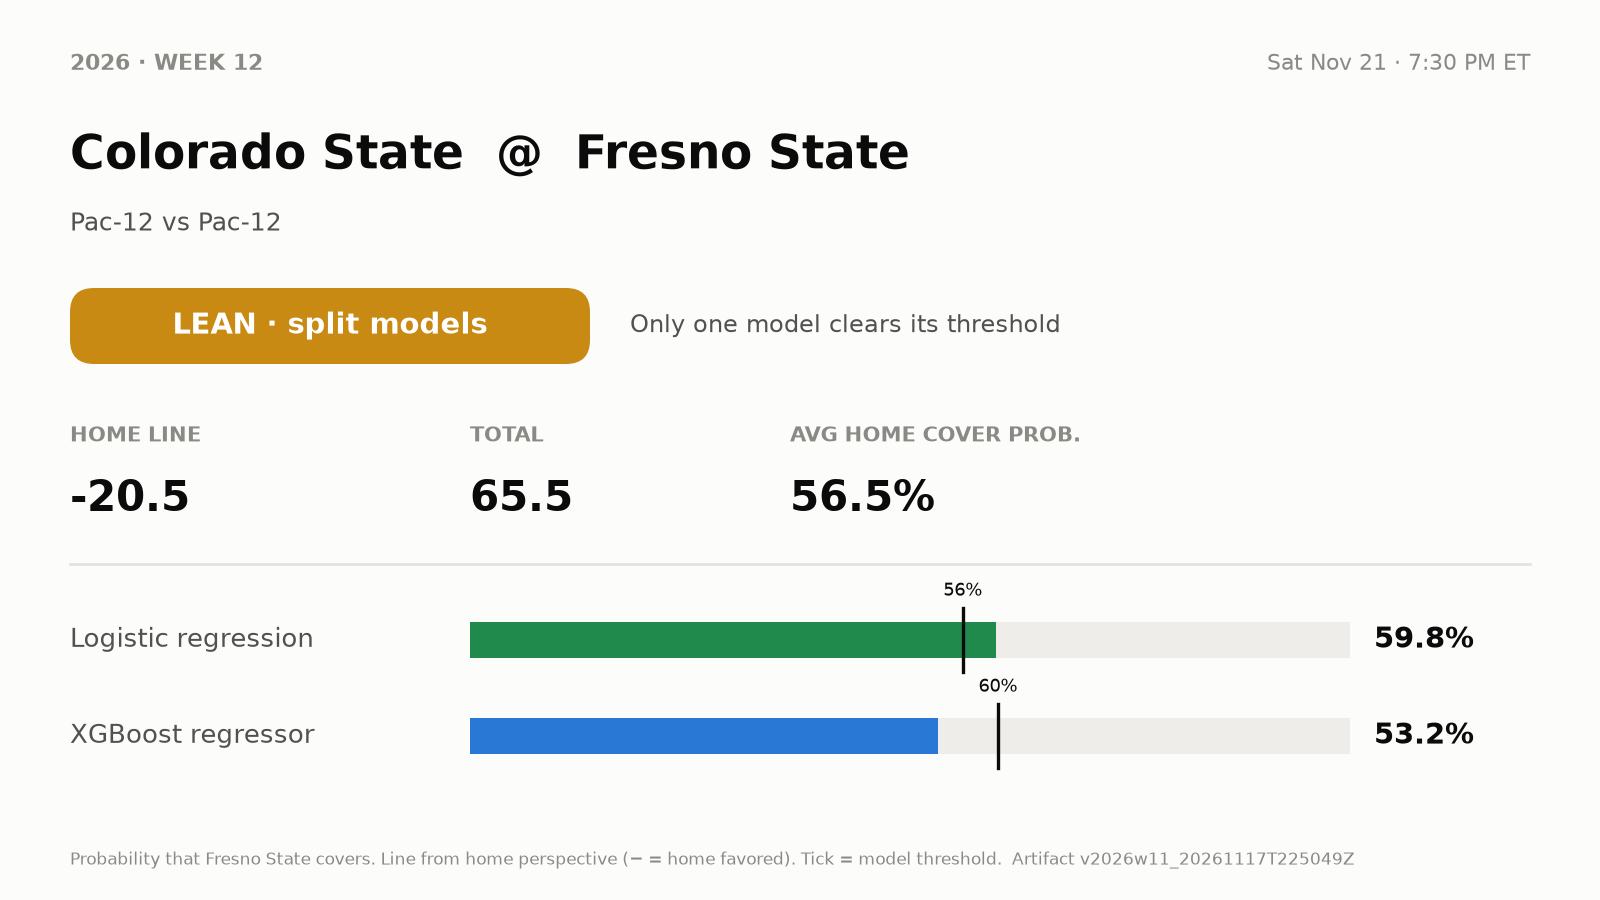 2026 · WEEK 12
Sat Nov 21 · 7:30 PM ET
Colorado State @ Fresno State
Pac-12 vs Pac-12
LEAN · split models
Only one model clears its threshold
HOME LINE
TOTAL
AVG HOME COVER PROB.
-20.5
65.5
56.5%
56%
Logistic regression
59.8%
60%
XGBoost regressor
53.2%
Probability that Fresno State covers. Line from home perspective (− = home favored). Tick = model threshold. Artifact v2026w11_20261117T225049Z